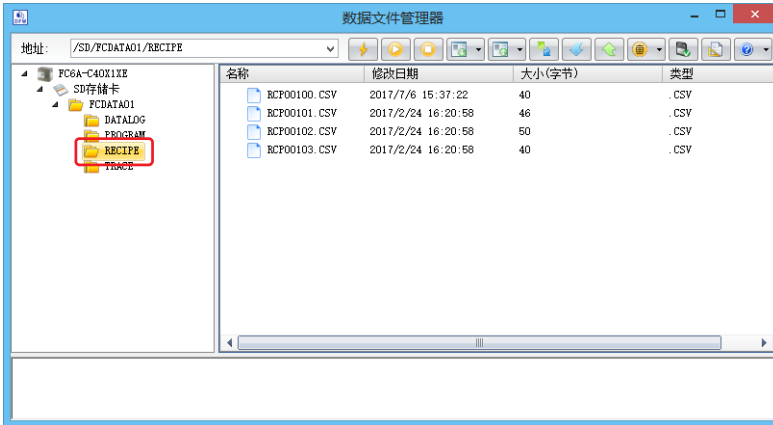 数据文件管理器
DFM
地址: /SD/FCDATA01/RECIPE
FC6A-C40X1XE
SD存储卡
FCDATA01
DATALOG
PROGRAM
RECIPE
TRACE
名称 修改日期 大小(字节) 类型
RCP00100.CSV 2017/7/6 15:37:22 40 .CSV
RCP00101.CSV 2017/2/24 16:20:58 46 .CSV
RCP00102.CSV 2017/2/24 16:20:58 50 .CSV
RCP00103.CSV 2017/2/24 16:20:58 40 .CSV